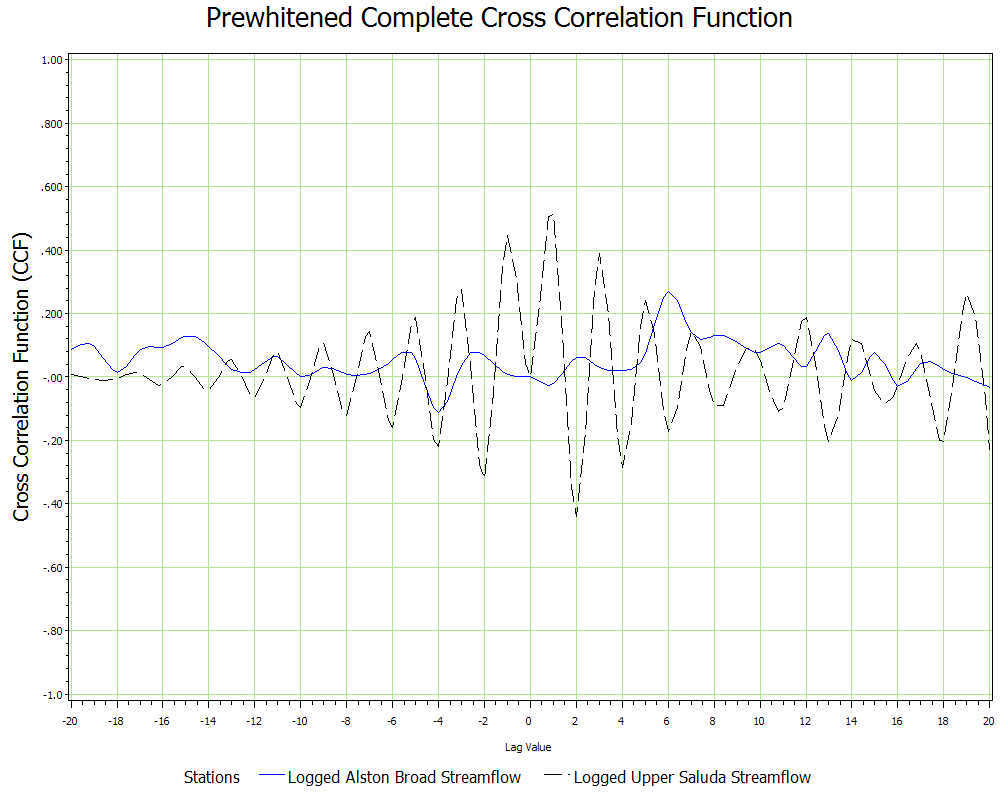 Prewhitened Complete Cross Correlation Function
Cross Correlation Function (CCF)
1.00
.800
.600
.400
.200
.00
-.20
-.40
-.60
-.80
-1.0
-20 -18 -16 -14 -12 -10 -8 -6 -4 -2 0 2 4 6 8 10 12 14 16 18 20
Lag Value
Stations Logged Alston Broad Streamflow Logged Upper Saluda Streamflow